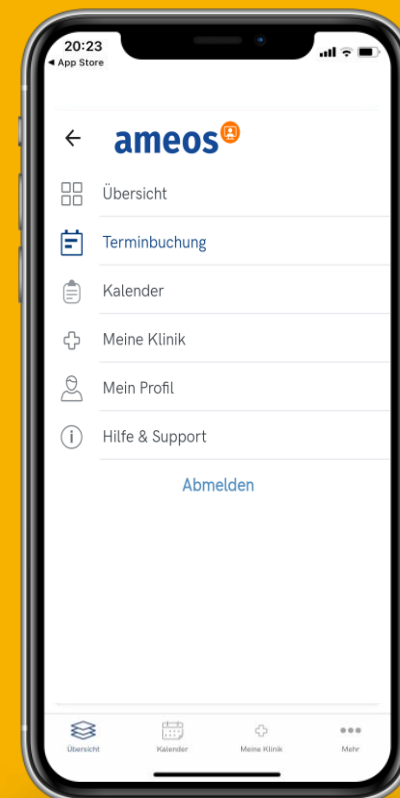 20:23
◀ App Store
ameos
Übersicht
Terminbuchung
Kalender
Meine Klinik
Mein Profil
Hilfe & Support
Abmelden
Übersicht
Kalender
Meine Klinik
Mehr